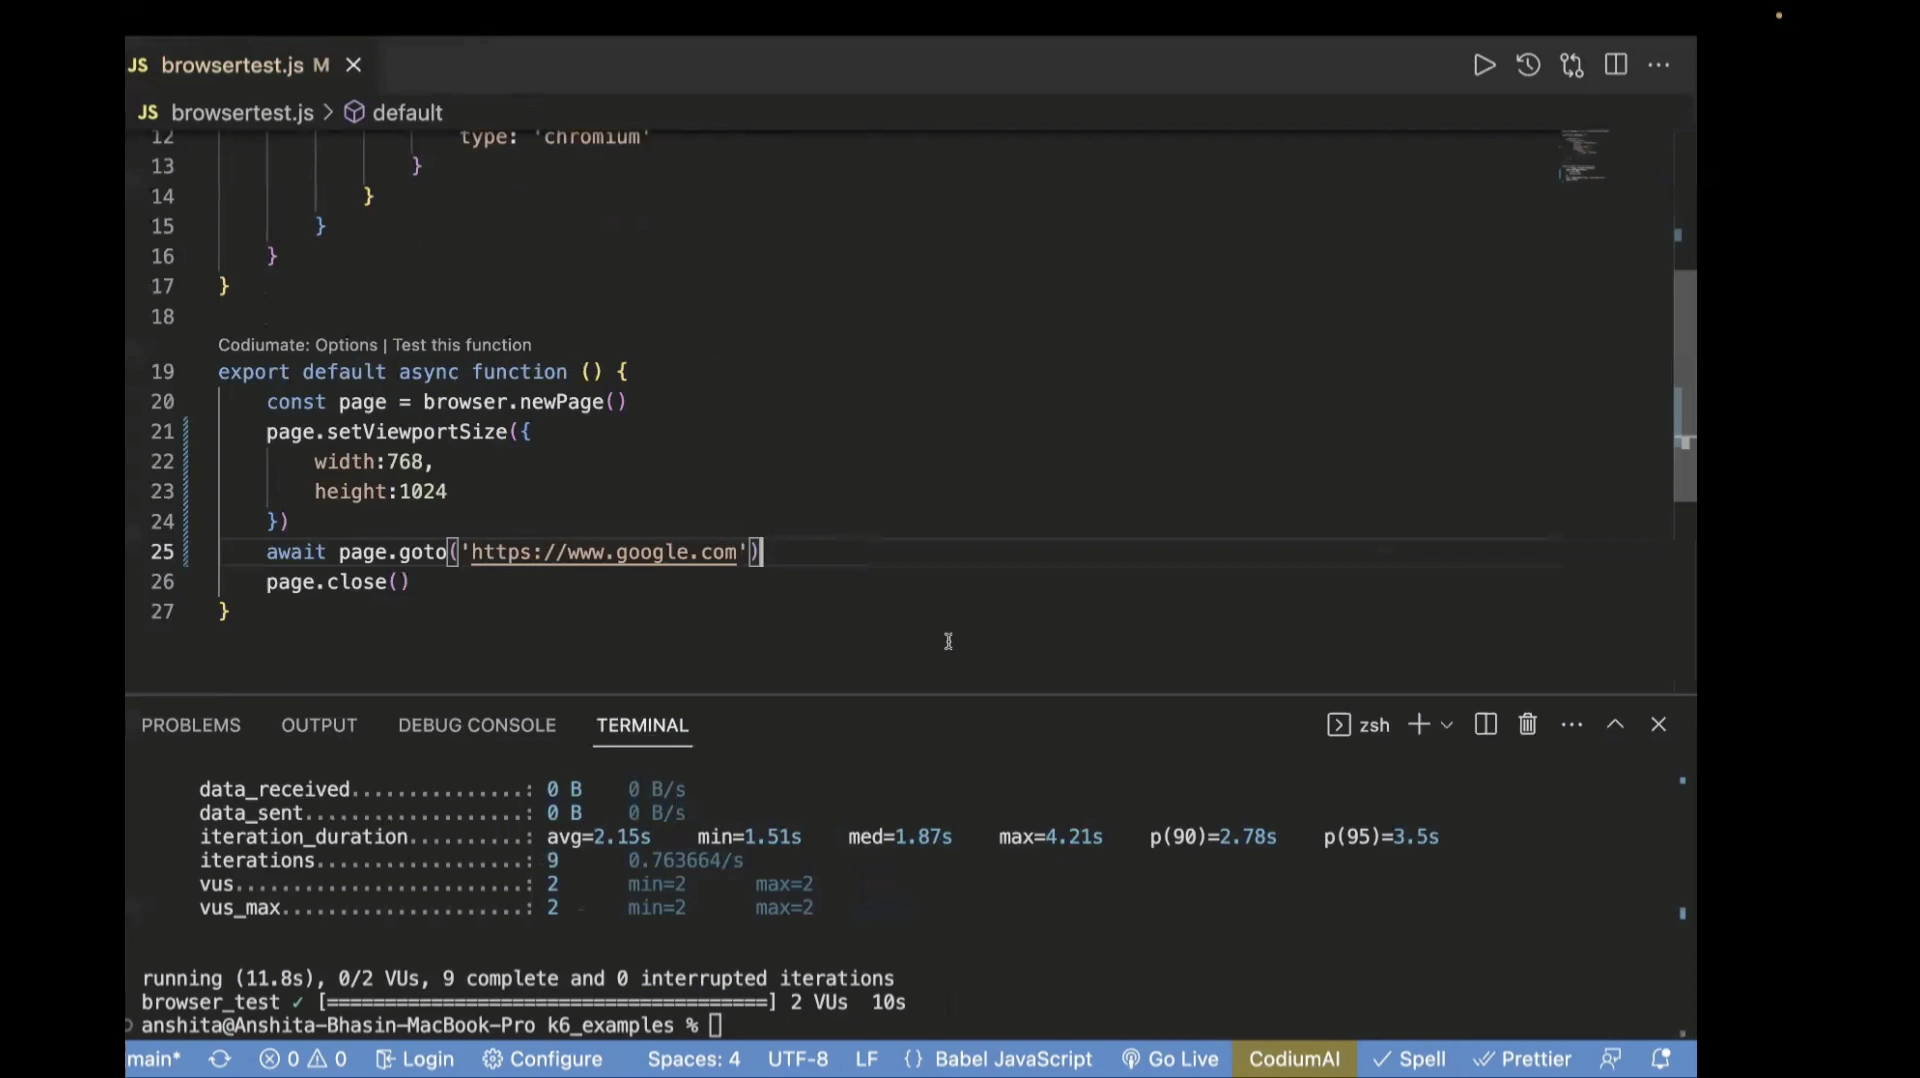 JS browsertest.js M
JS browsertest.js > default
12 type: 'chromium'
13 }
14 }
15 }
16 }
17 }
18
Codiumate: Options | Test this function
19 export default async function () {
20 const page = browser.newPage()
21 page.setViewportSize({
22 width:768,
23 height:1024
24 })
25 await page.goto('https://www.google.com')
26 page.close()
27 }
PROBLEMS OUTPUT DEBUG CONSOLE TERMINAL zsh
data_received...............: 0 B 0 B/s
data_sent...................: 0 B 0 B/s
iteration_duration..........: avg=2.15s min=1.51s med=1.87s max=4.21s p(90)=2.78s p(95)=3.5s
iterations..................: 9 0.763664/s
vus.........................: 2 min=2 max=2
vus_max.....................: 2 min=2 max=2
running (11.8s), 0/2 VUs, 9 complete and 0 interrupted iterations
browser_test ✓ [======================================] 2 VUs 10s
anshita@Anshita-Bhasin-MacBook-Pro k6_examples %
main* 0 0 Login Configure Spaces: 4 UTF-8 LF {} Babel JavaScript Go Live CodiumAI Spell Prettier